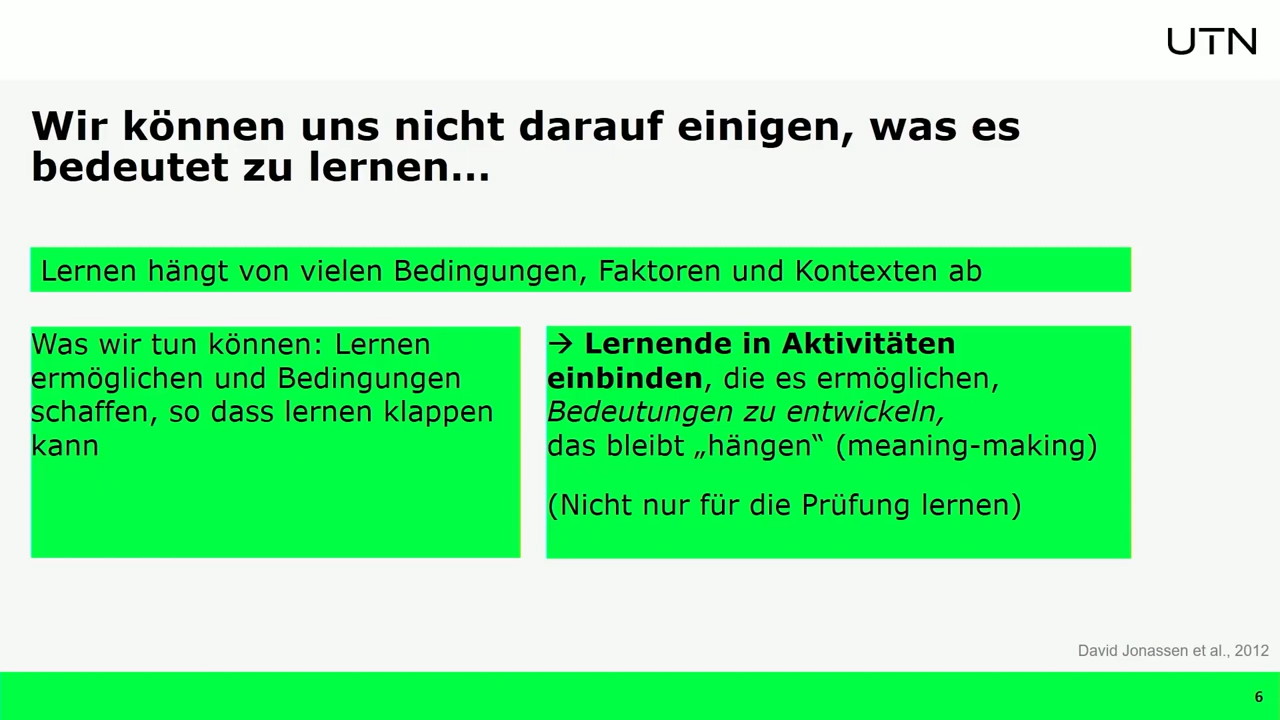 UTN
Wir können uns nicht darauf einigen, was es
bedeutet zu lernen...
Lernen hängt von vielen Bedingungen, Faktoren und Kontexten ab
Was wir tun können: Lernen
ermöglichen und Bedingungen
schaffen, so dass lernen klappen
kann
→ Lernende in Aktivitäten
einbinden, die es ermöglichen,
Bedeutungen zu entwickeln,
das bleibt „hängen“ (meaning-making)
(Nicht nur für die Prüfung lernen)
David Jonassen et al., 2012
6